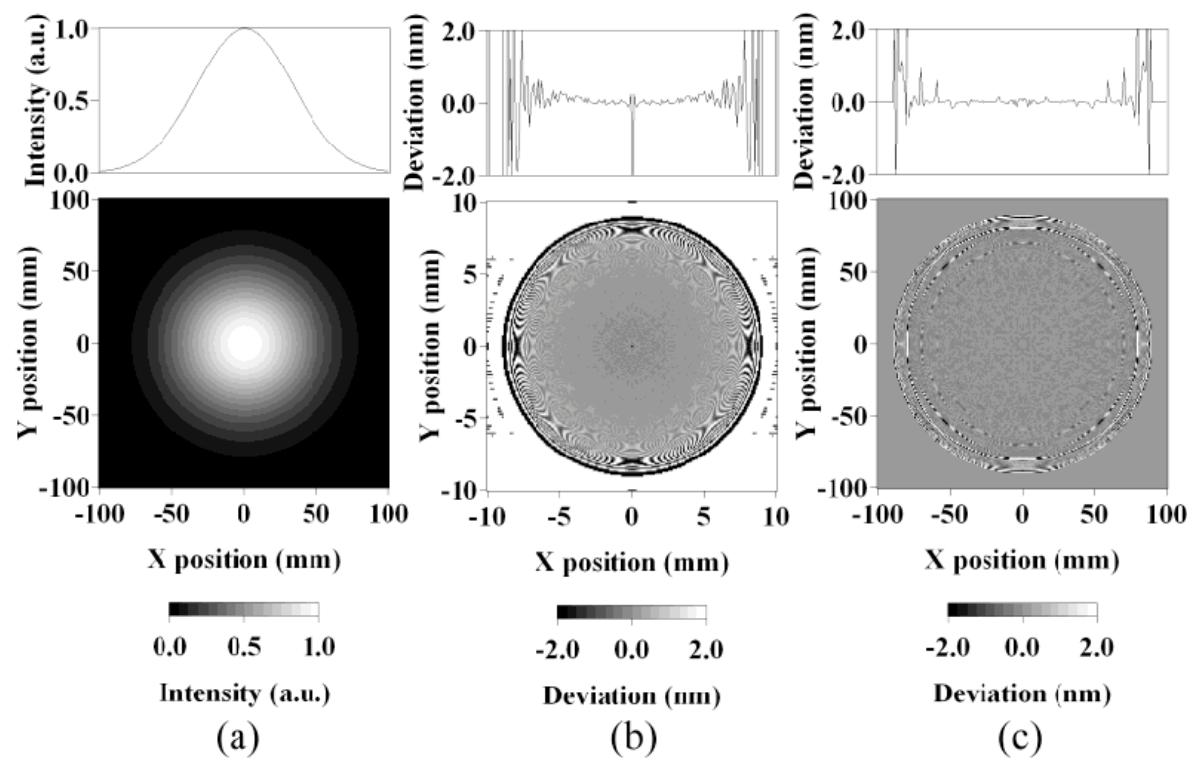 Intensity (a.u.)
1.0
0.5
0.0
Deviation (nm)
2.0
0.0
-2.0
Deviation (nm)
2.0
0.0
-2.0
Y position (mm)
100
50
0
-50
-100
-100 -50 0 50 100
X position (mm)
Y position (mm)
10
5
0
-5
-10
-10 -5 0 5 10
X position (mm)
Y position (mm)
100
50
0
-50
-100
-100 -50 0 50 100
X position (mm)
0.0 0.5 1.0
Intensity (a.u.)
-2.0 0.0 2.0
Deviation (nm)
-2.0 0.0 2.0
Deviation (nm)
(a)
(b)
(c)